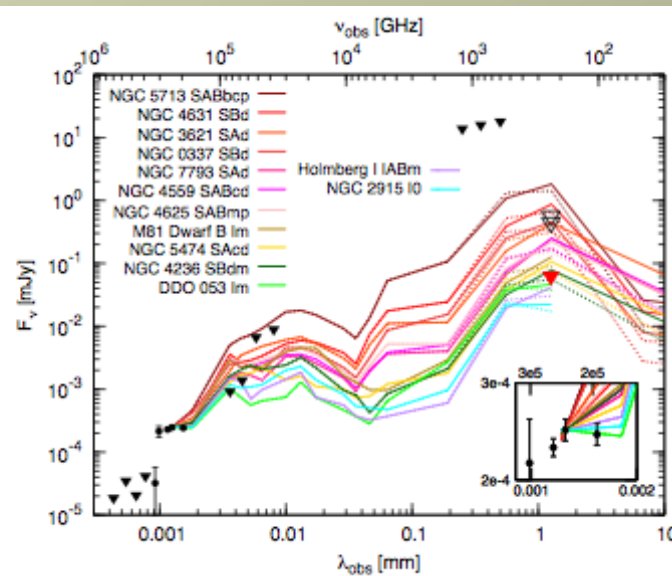 ν_obs [GHz]
10^6 10^5 10^4 10^3 10^2
10^2
10^1
10^0
10^-1
10^-2
10^-3
10^-4
10^-5
F_ν [mJy]
NGC 5713 SABbcp
NGC 4631 SBd
NGC 3621 SAd
NGC 0337 SBd
NGC 7793 SAd
NGC 4559 SABcd
NGC 4625 SABmp
M81 Dwarf B Im
NGC 5474 SAcd
NGC 4236 SBdm
DDO 053 Im
Holmberg I IABm
NGC 2915 I0
3e5 2e5
3e-4
2e-4
0.001 0.002
0.001 0.01 0.1 1 10
λ_obs [mm]